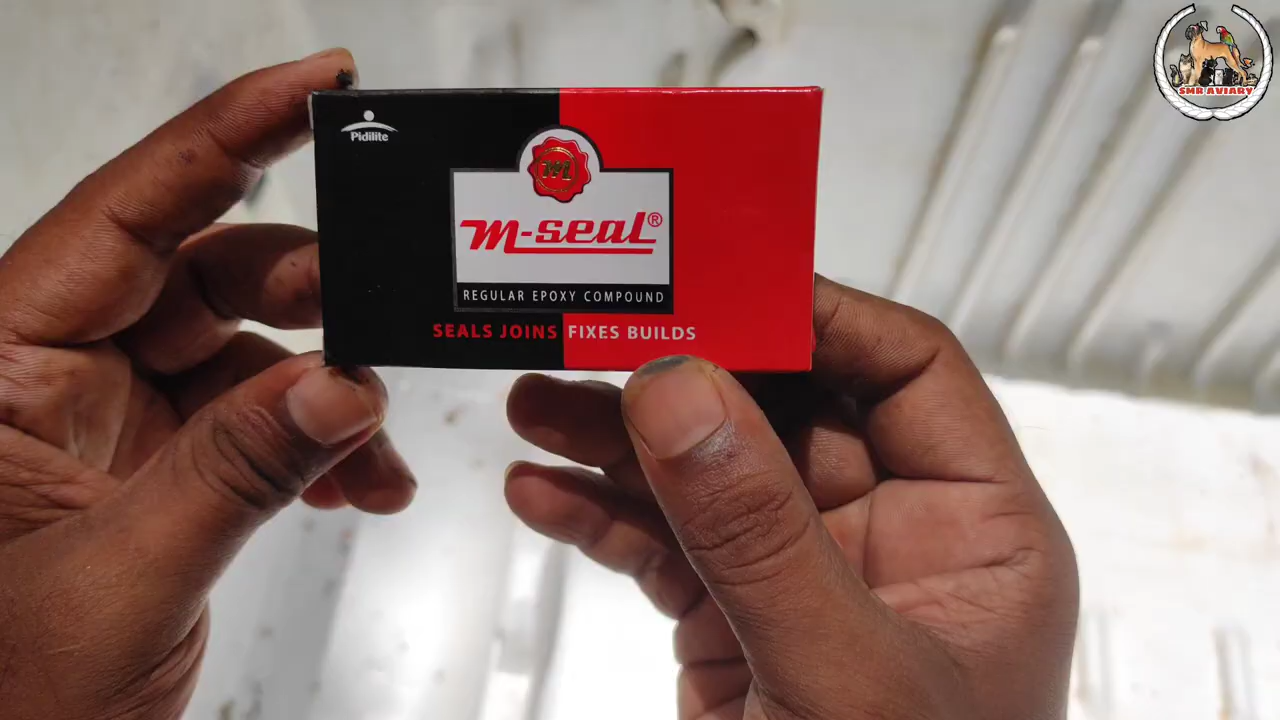 Pidilite
SMR AVIARY
m
m-seal®
REGULAR EPOXY COMPOUND
SEALS JOINS FIXES BUILDS